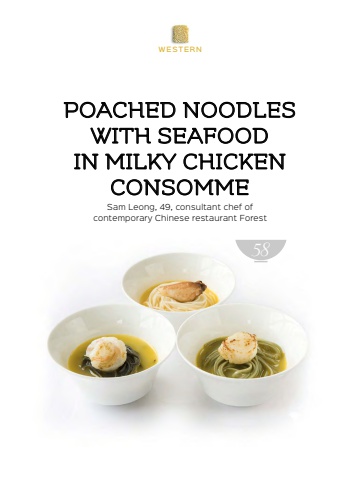 WESTERN
POACHED NOODLES
WITH SEAFOOD
IN MILKY CHICKEN
CONSOMME
Sam Leong, 49, consultant chef of
contemporary Chinese restaurant Forest
58